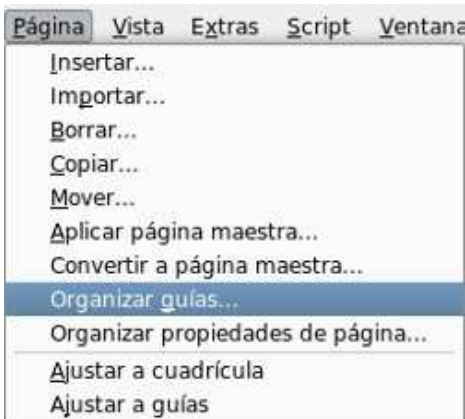 Página Vista Extras Script Ventana
Insertar...
Importar...
Borrar...
Copiar...
Mover...
Aplicar página maestra...
Convertir a página maestra...
Organizar guías...
Organizar propiedades de página...
Ajustar a cuadrícula
Ajustar a guías